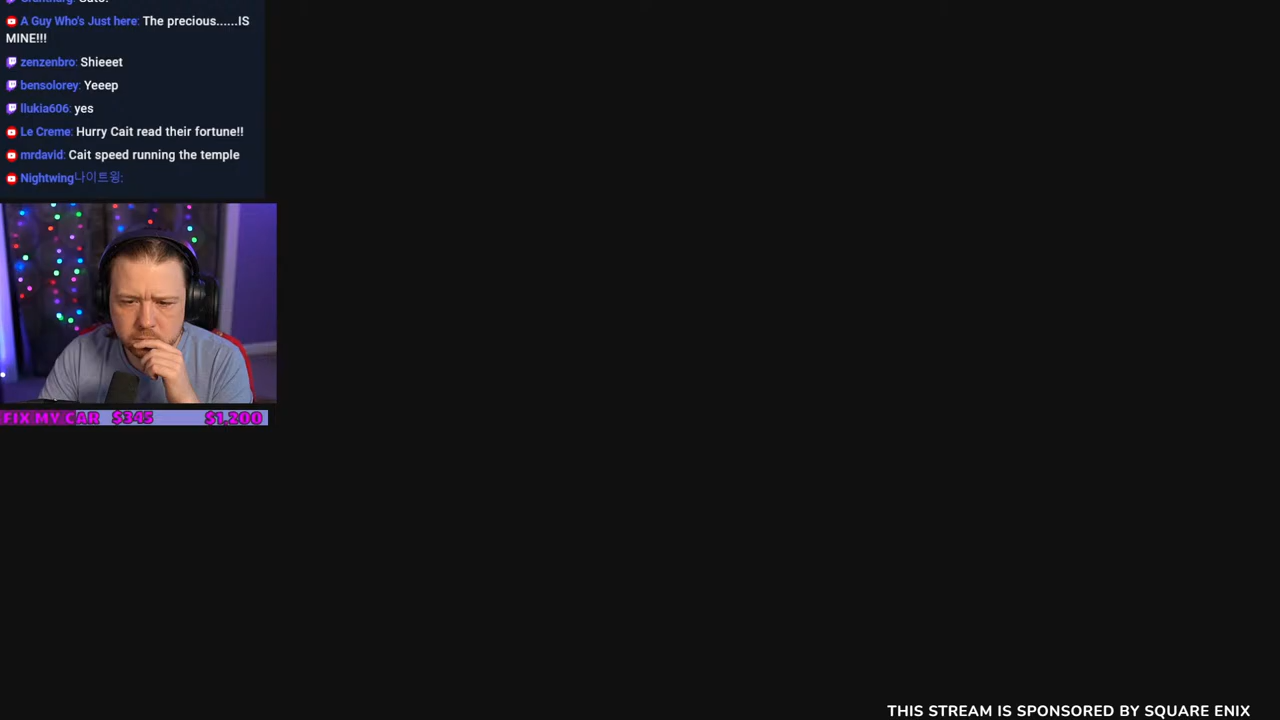 A Guy Who's Just here: The precious......IS
MINE!!!
zenzenbro: Shieeet
bensolorey: Yeeep
llukia606: yes
Le Creme: Hurry Cait read their fortune!!
mrdavid: Cait speed running the temple
Nightwing나이트윙:
FIX MY CAR $345 $1,200
THIS STREAM IS SPONSORED BY SQUARE ENIX